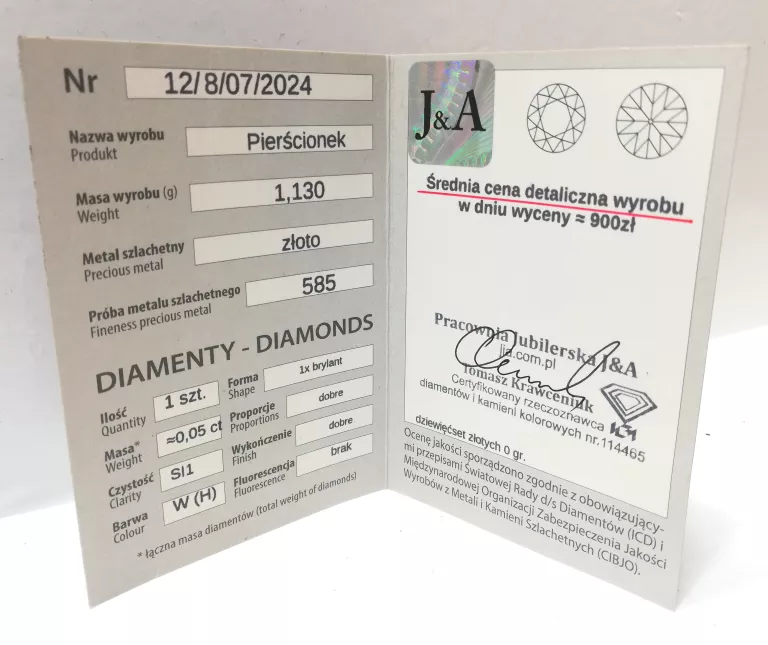 Nr 12/8/07/2024
Nazwa wyrobu Pierścionek
Produkt
Masa wyrobu (g) 1,130
Weight
Metal szlachetny złoto
Precious metal
Próba metalu szlachetnego 585
Fineness precious metal
DIAMENTY - DIAMONDS
Ilość 1 szt.
Quantity
Masa* ≈0,05 ct
Weight
Czystość SI1
Clarity
Barwa W (H)
Colour
Forma 1x brylant
Shape
Proporcje dobre
Proportions
Wykończenie dobre
Finish
Fluorescencja brak
Fluorescence
* łączna masa diamentów (total weight of diamonds)
J&A
Średnia cena detaliczna wyrobu
w dniu wyceny ≈ 900zł
Pracownia Jubilerska J&A
jja.com.pl
Tomasz Krawceniuk
Certyfikowany rzeczoznawca
diamentów i kamieni kolorowych nr.114465
dziewięćset złotych 0 gr.
Ocenę jakości sporządzono zgodnie z obowiązujący-
mi przepisami Światowej Rady d/s Diamentów (ICD) i
Międzynarodowej Organizacji Zabezpieczenia Jakości
Wyrobów z Metali i Kamieni Szlachetnych (CIBJO).